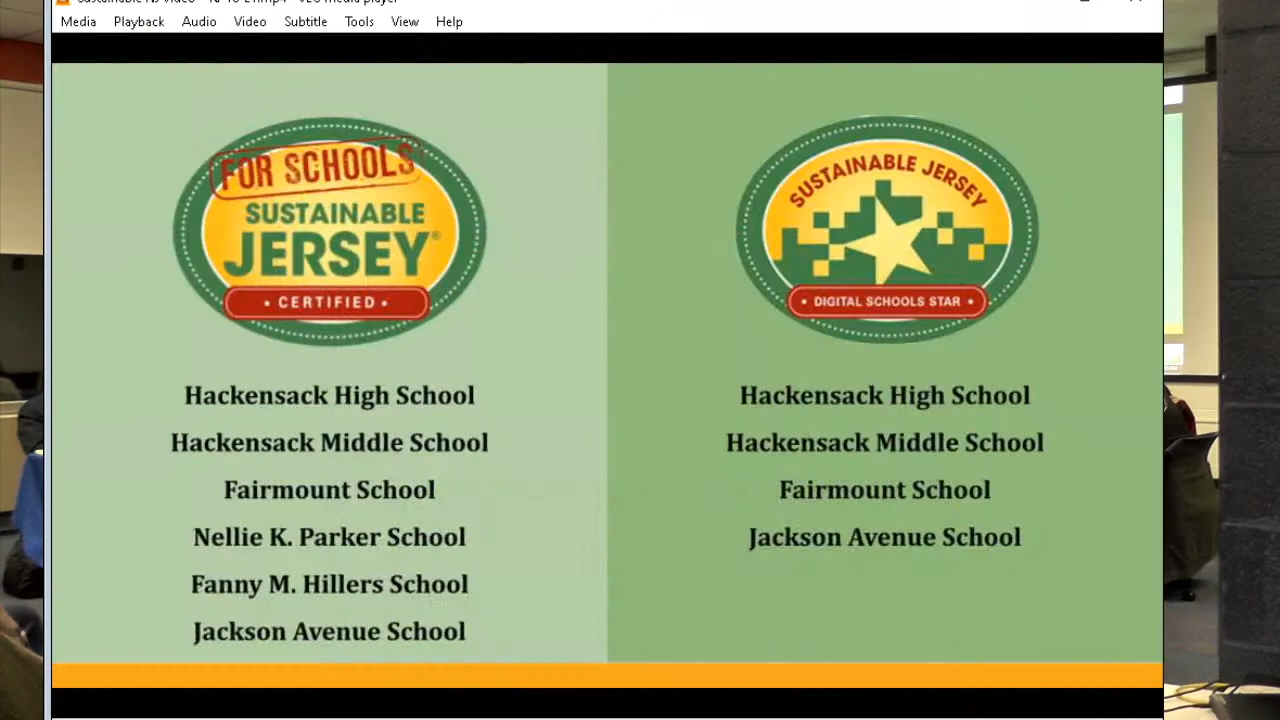 Media Playback Audio Video Subtitle Tools View Help
FOR SCHOOLS
SUSTAINABLE
JERSEY®
• CERTIFIED •
Hackensack High School
Hackensack Middle School
Fairmount School
Nellie K. Parker School
Fanny M. Hillers School
Jackson Avenue School
SUSTAINABLE JERSEY
• DIGITAL SCHOOLS STAR •
Hackensack High School
Hackensack Middle School
Fairmount School
Jackson Avenue School